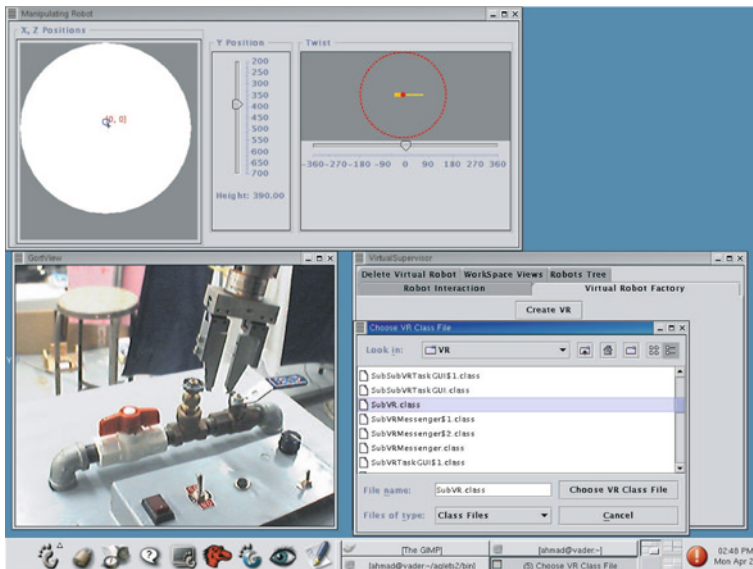 Manipulating Robot
X, Z Positions
[0, 0]
Y Position
200
250
300
350
400
450
500
550
600
650
700
Height: 390.00
Twist
-360-270-180 -90 0 90 180 270 360
GortView
VirtualSupervisor
Delete Virtual Robot WorkSpace Views Robots Tree
Robot Interaction Virtual Robot Factory
Create VR
Choose VR Class File
Look in: VR
SubSubVRTaskGUI$1.class
SubSubVRTaskGUI.class
SubVR.class
SubVRMessenger$1.class
SubVRMessenger$2.class
SubVRMessenger.class
SubVRTaskGUI$1.class
File name: SubVR.class Choose VR Class File
Files of type: Class Files Cancel
[The GIMP] [ahmad@vader:~]
[ahmad@vader:~/aglets2/bin] (5) Choose VR Class File
02:48 PM
Mon Apr